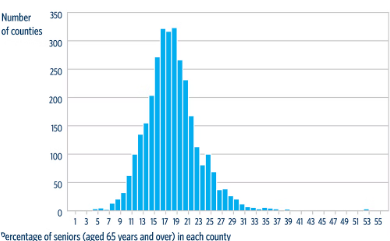 Number
of counties
350
300
250
200
150
100
50
0
1 3 5 7 9 11 13 15 17 19 21 23 25 27 29 31 33 35 37 39 41 43 45 47 49 51 53 55
Percentage of seniors (aged 65 years and over) in each county